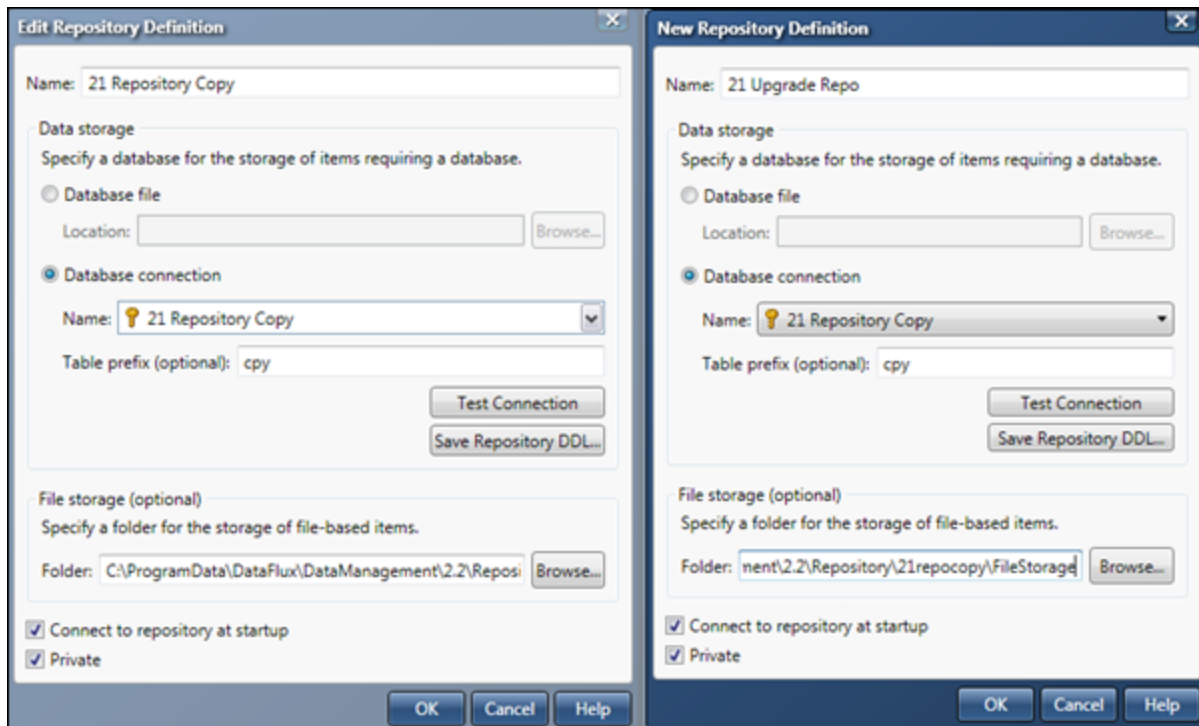 Edit Repository Definition
Name: 21 Repository Copy
Data storage
Specify a database for the storage of items requiring a database.
Database file
Location:
Browse...
Database connection
Name: 21 Repository Copy
Table prefix (optional): cpy
Test Connection
Save Repository DDL...
File storage (optional)
Specify a folder for the storage of file-based items.
Folder: C:\ProgramData\DataFlux\DataManagement\2.2\Reposi
Browse...
Connect to repository at startup
Private
OK
Cancel
Help
New Repository Definition
Name: 21 Upgrade Repo
Data storage
Specify a database for the storage of items requiring a database.
Database file
Location:
Browse...
Database connection
Name: 21 Repository Copy
Table prefix (optional): cpy
Test Connection
Save Repository DDL...
File storage (optional)
Specify a folder for the storage of file-based items.
Folder: nent\2.2\Repository\21repocopy\FileStorage
Browse...
Connect to repository at startup
Private
OK
Cancel
Help